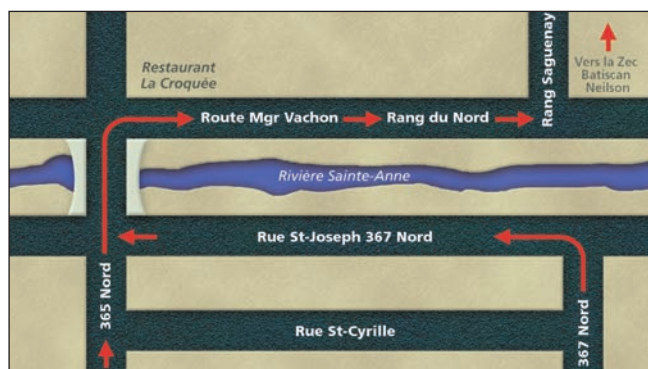 Restaurant
La Croquée
Vers la Zec
Batiscan
Neilson
Rang Saguenay
Route Mgr Vachon
Rang du Nord
Rivière Sainte-Anne
Rue St-Joseph 367 Nord
365 Nord
Rue St-Cyrille
367 Nord